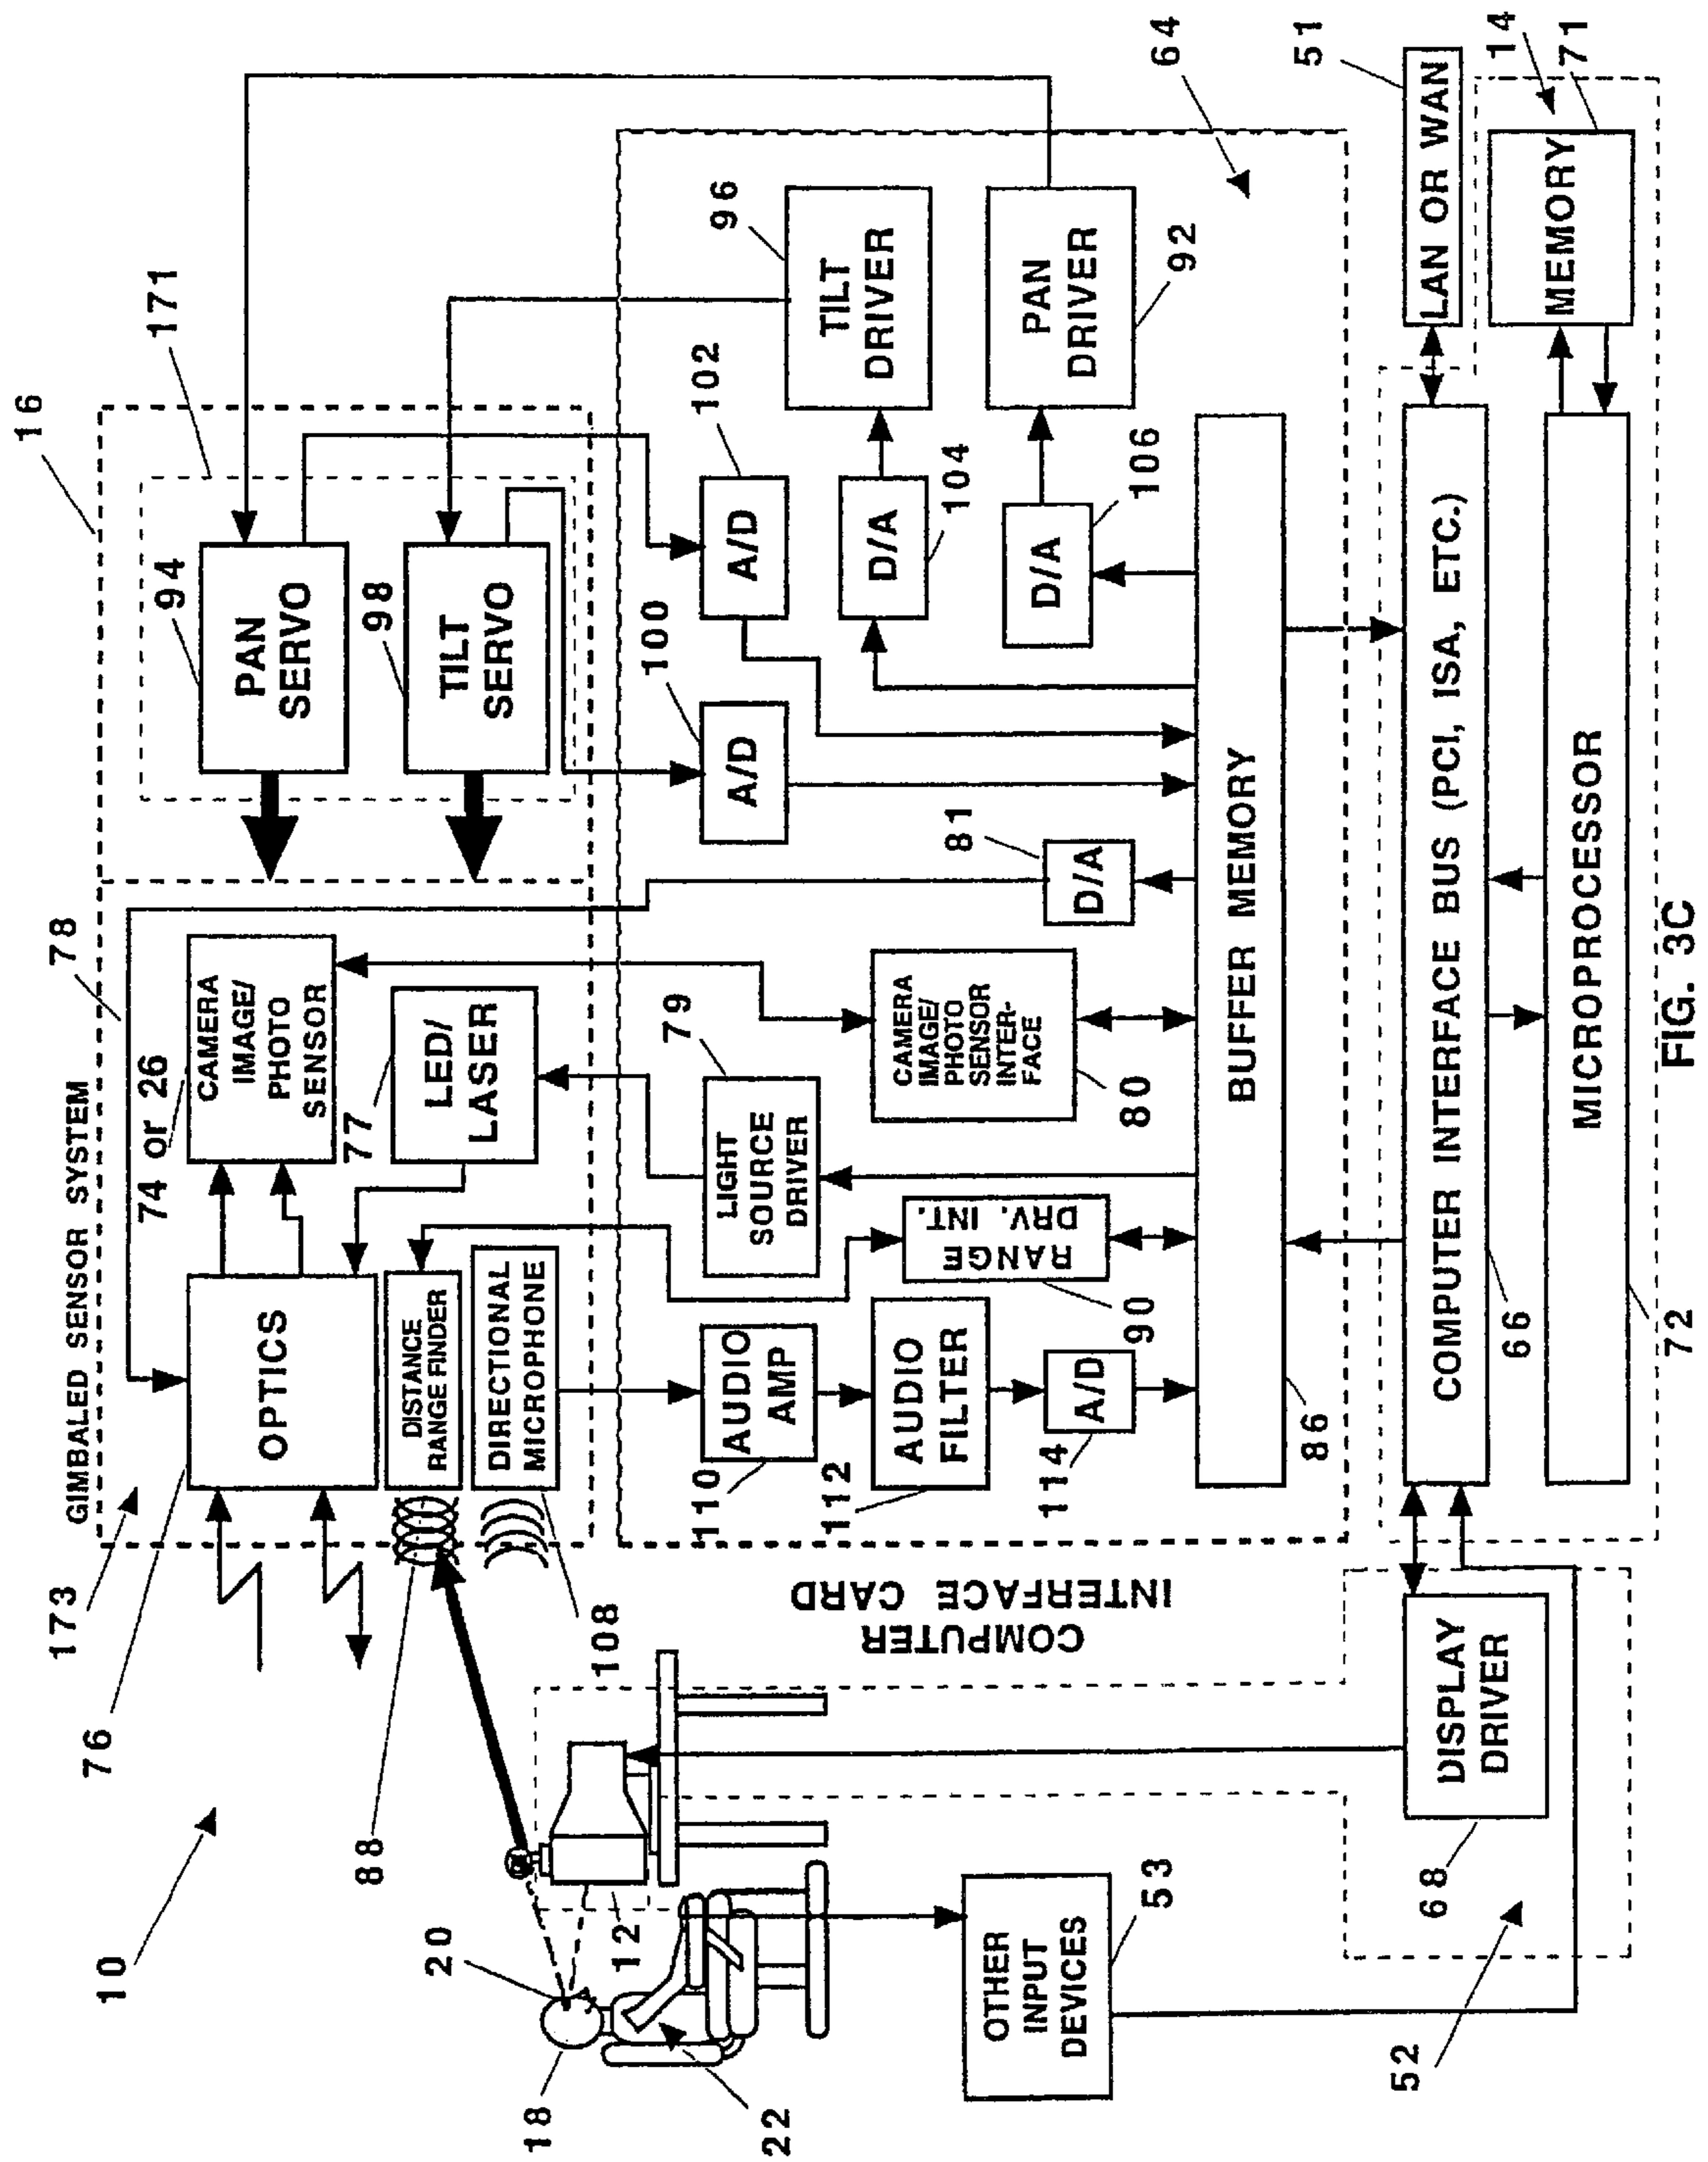 10
18
20
22
12
88
76
173
GIMBALED SENSOR SYSTEM
78
16
171
OPTICS
74 or 26
CAMERA
IMAGE/
PHOTO
SENSOR
94
PAN
SERVO
77
LED/
LASER
98
TILT
SERVO
DISTANCE
RANGE FINDER
DIRECTIONAL
MICROPHONE
108
COMPUTER
INTERFACE CARD
64
110
AUDIO
AMP
79
LIGHT
SOURCE
DRIVER
100
A/D
102
A/D
96
TILT
DRIVER
112
AUDIO
FILTER
RANGE
DRV. INT.
90
CAMERA
IMAGE/
PHOTO
SENSOR
INTER-
FACE
80
D/A
104
114
A/D
81
D/A
D/A
106
PAN
DRIVER
92
86
BUFFER MEMORY
OTHER
INPUT
DEVICES
53
52
DISPLAY
DRIVER
68
COMPUTER INTERFACE BUS (PCI, ISA, ETC.)
66
LAN OR WAN
51
MICROPROCESSOR
72
MEMORY
14
71
FIG. 3C